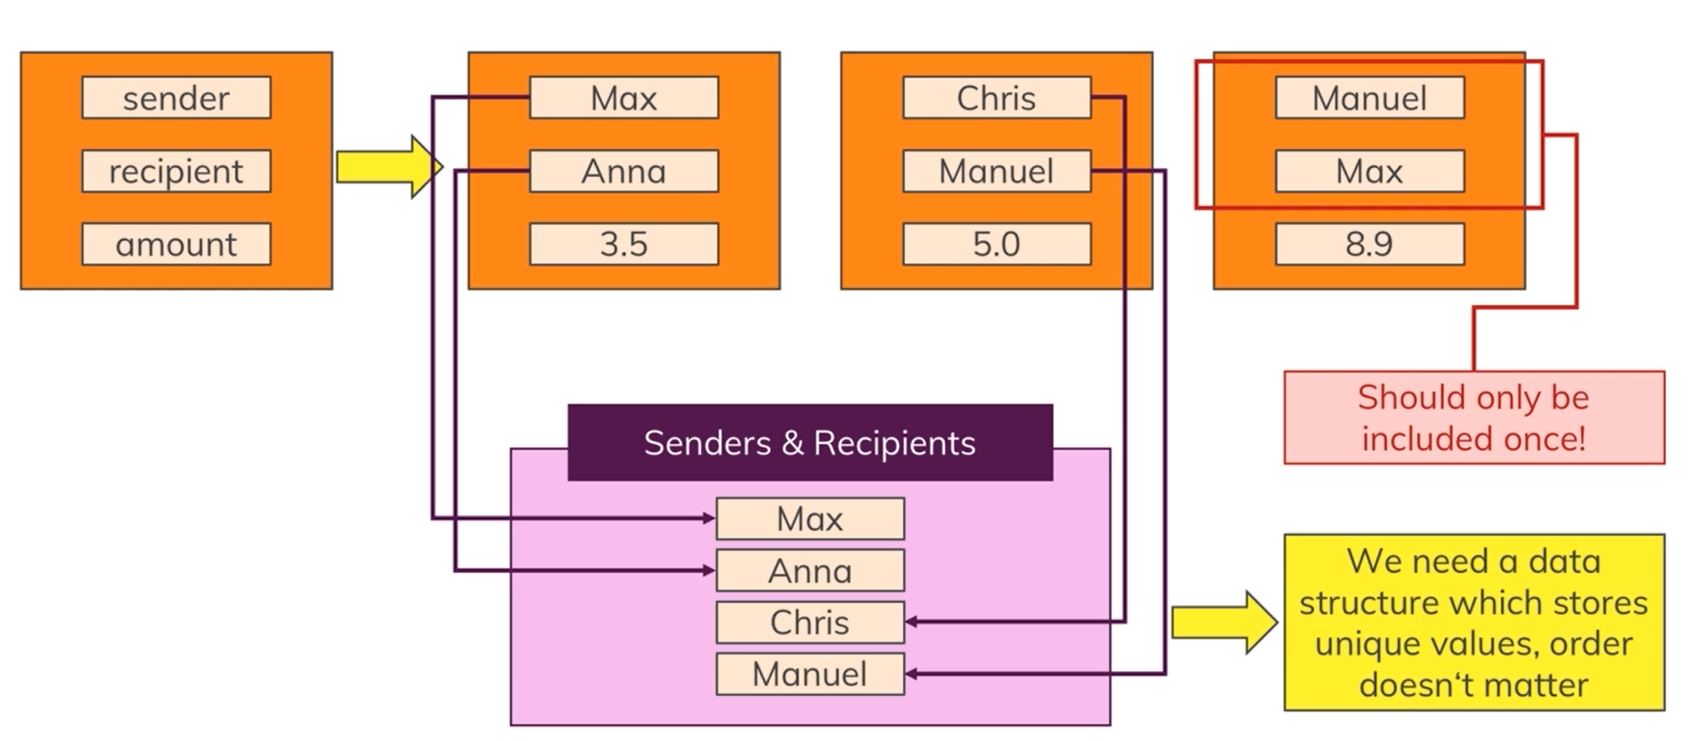 sender
recipient
amount
Max
Anna
3.5
Chris
Manuel
5.0
Manuel
Max
8.9
Should only be
included once!
Senders & Recipients
Max
Anna
Chris
Manuel
We need a data
structure which stores
unique values, order
doesn‘t matter